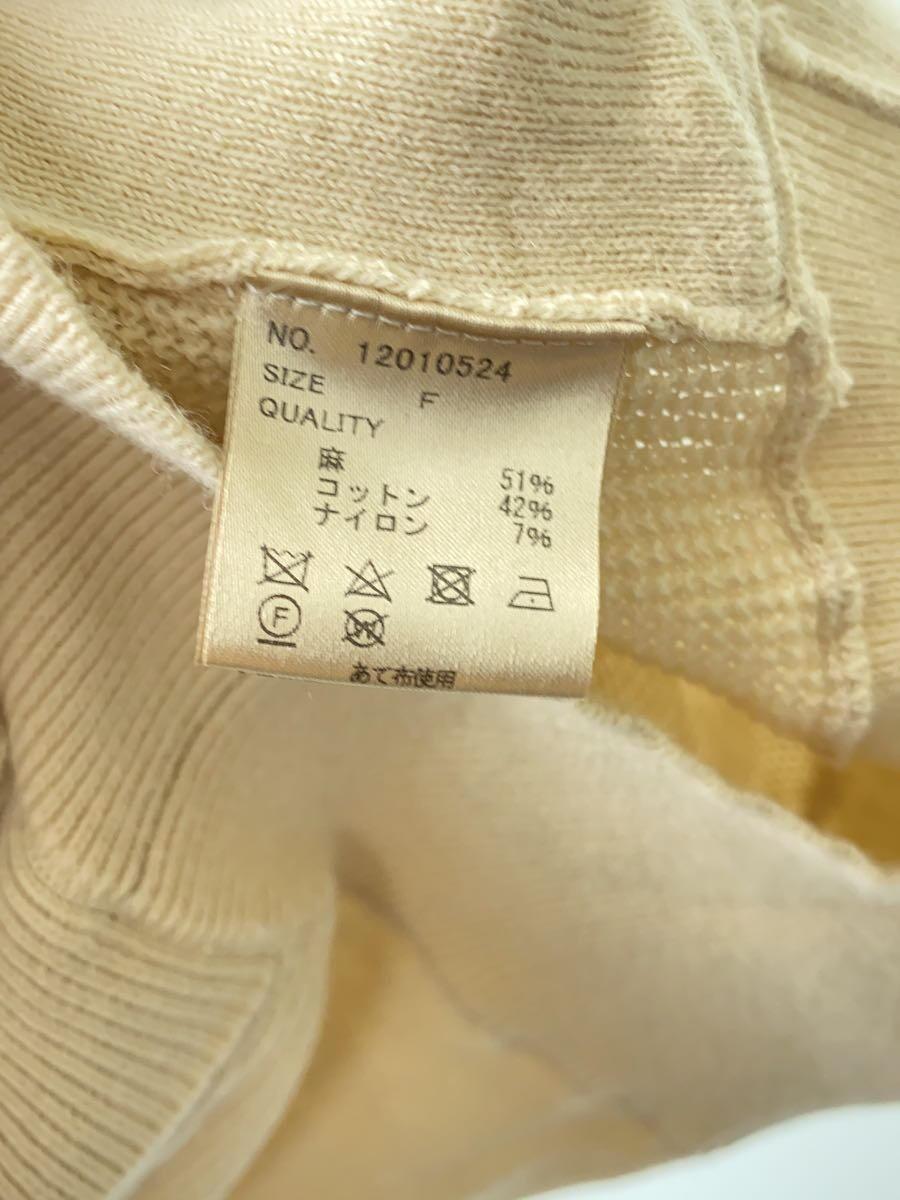 NO. 12010524
SIZE F
QUALITY
麻 51%
コットン 42%
ナイロン 7%
F W
あて布使用